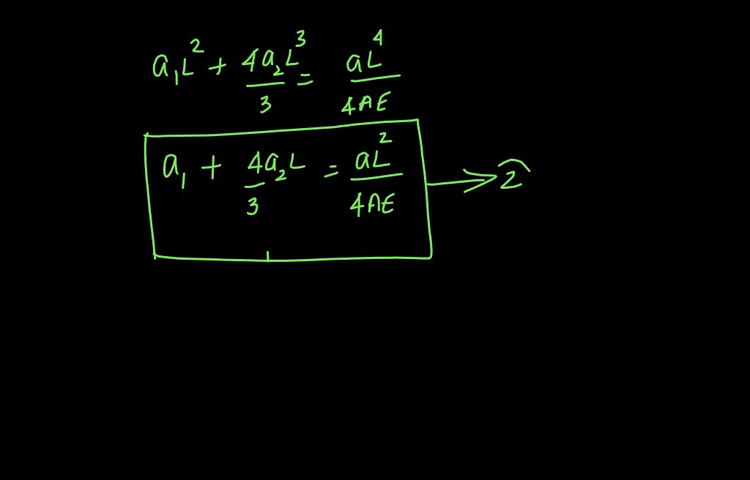 a₁L² + 4a₂L³/3 = aL⁴/4AE
a₁ + 4a₂L/3 = aL²/4AE → 2